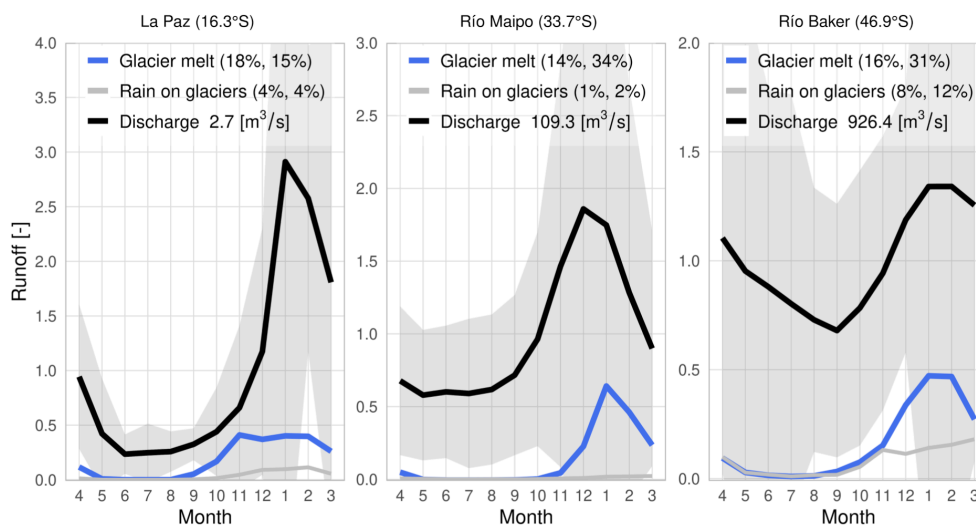 La Paz (16.3°S)
4.0
3.5
3.0
2.5
2.0
1.5
1.0
0.5
0.0
Runoff [-]
Glacier melt (18%, 15%)
Rain on glaciers (4%, 4%)
Discharge 2.7 [m³/s]
4 5 6 7 8 9 10 11 12 1 2 3
Month
Río Maipo (33.7°S)
3.0
2.5
2.0
1.5
1.0
0.5
0.0
Glacier melt (14%, 34%)
Rain on glaciers (1%, 2%)
Discharge 109.3 [m³/s]
4 5 6 7 8 9 10 11 12 1 2 3
Month
Río Baker (46.9°S)
2.0
1.5
1.0
0.5
0.0
Glacier melt (16%, 31%)
Rain on glaciers (8%, 12%)
Discharge 926.4 [m³/s]
4 5 6 7 8 9 10 11 12 1 2 3
Month